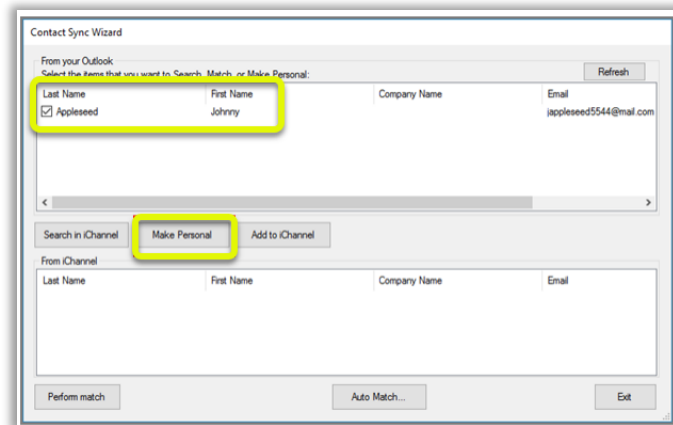 Contact Sync Wizard
From your Outlook
Select the items that you want to Search, Match, or Make Personal:
Refresh
Last Name First Name Company Name Email
Appleseed Johnny jappleseed5544@mail.com
Search in iChannel Make Personal Add to iChannel
From iChannel
Last Name First Name Company Name Email
Perform match Auto Match... Exit